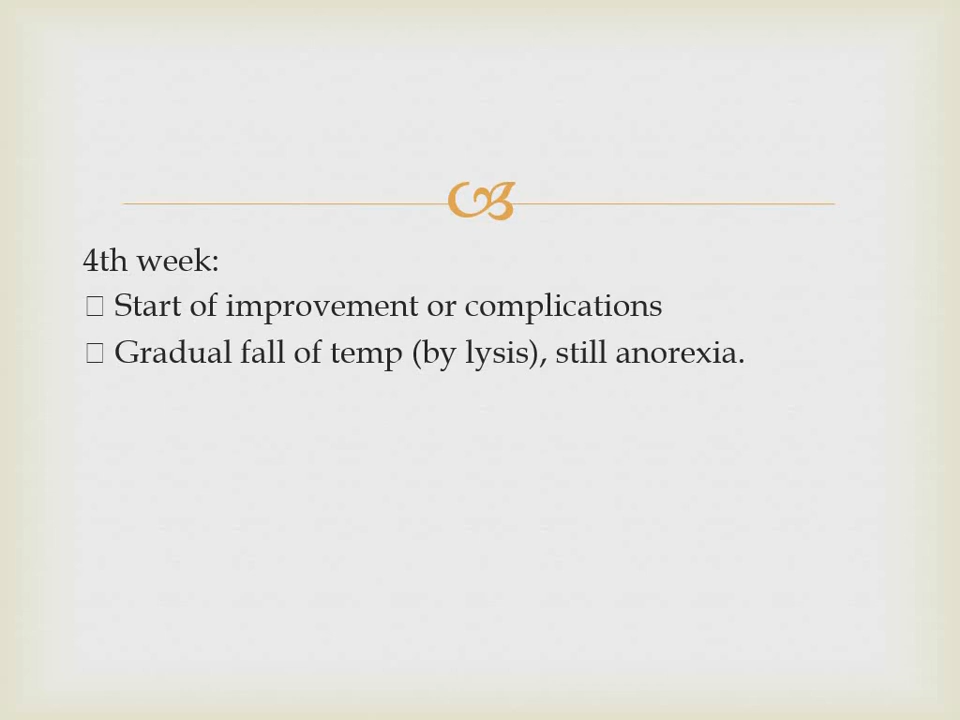 4th week:
□ Start of improvement or complications
□ Gradual fall of temp (by lysis), still anorexia.